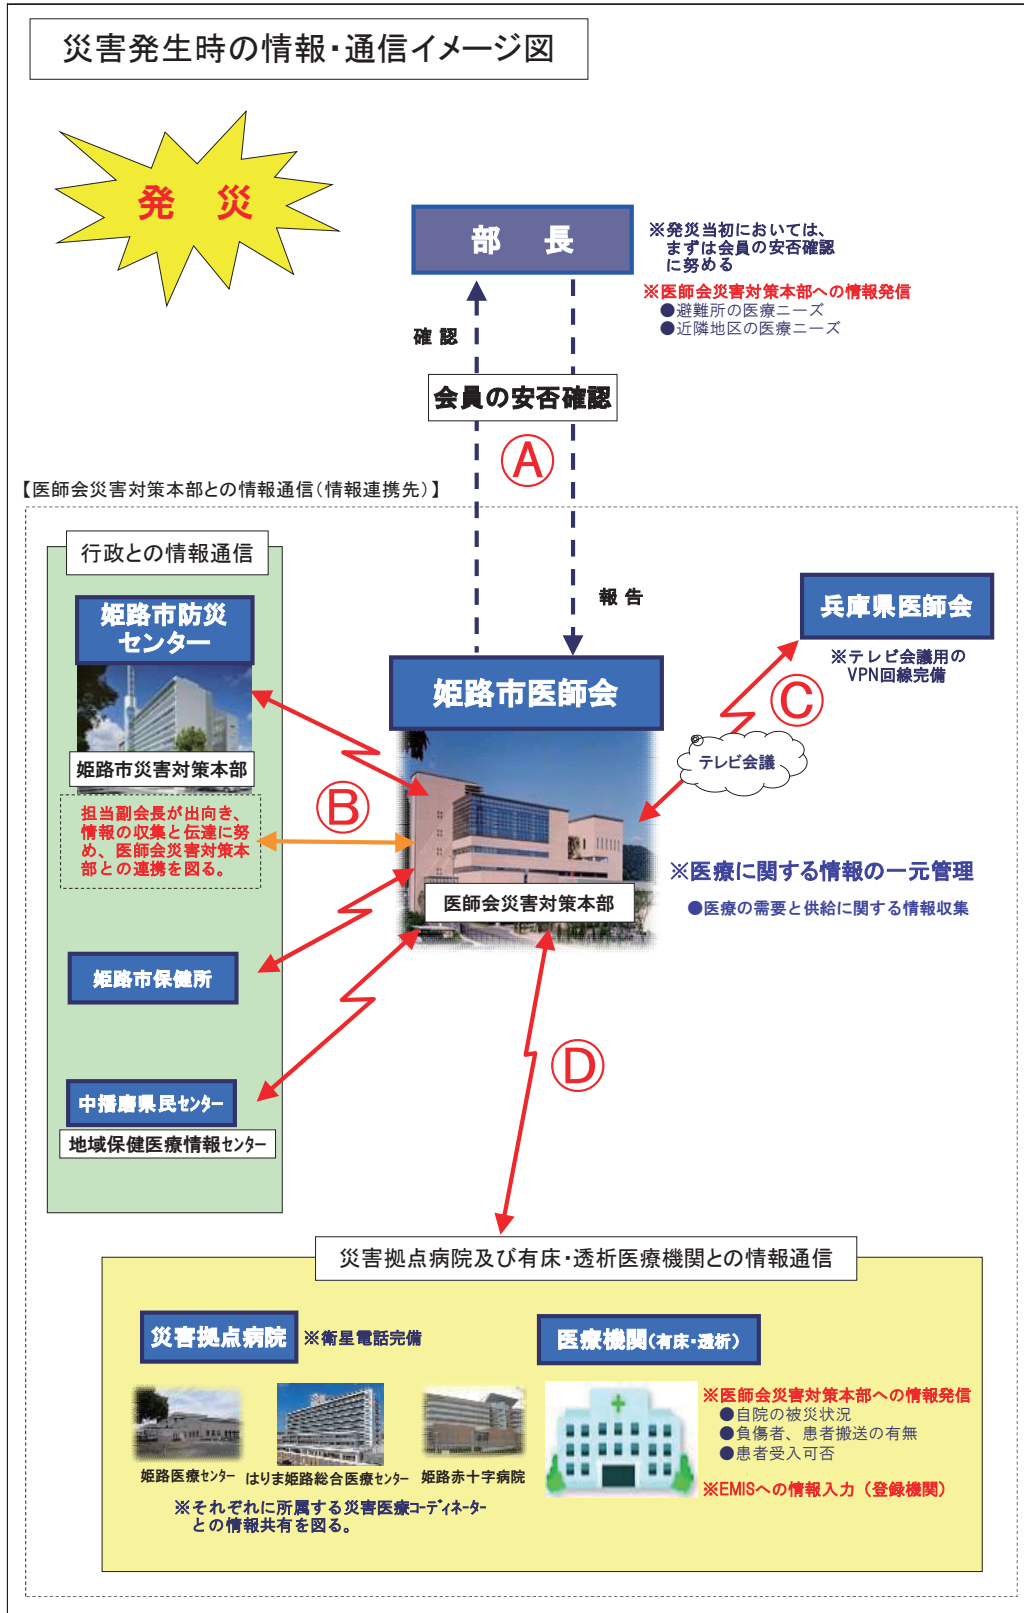 災害発生時の情報・通信イメージ図
発 災
部 長
※発災当初においては、
まずは会員の安否確認
に努める
※医師会災害対策本部への情報発信
●避難所の医療ニーズ
●近隣地区の医療ニーズ
確 認
会員の安否確認
Ⓐ
【医師会災害対策本部との情報通信（情報連携先）】
報 告
行政との情報通信
姫路市防災
センター
姫路市災害対策本部
担当副会長が出向き、
情報の収集と伝達に努
め、医師会災害対策本
部との連携を図る。
姫路市保健所
中播磨県民センター
地域保健医療情報センター
Ⓑ
姫路市医師会
医師会災害対策本部
兵庫県医師会
※テレビ会議用の
VPN回線完備
Ⓒ
テレビ会議
※医療に関する情報の一元管理
●医療の需要と供給に関する情報収集
Ⓓ
災害拠点病院及び有床・透析医療機関との情報通信
災害拠点病院
※衛星電話完備
姫路医療センター
はりま姫路総合医療センター
姫路赤十字病院
※それぞれに所属する災害医療コーディネーター
との情報共有を図る。
医療機関（有床・透析）
※医師会災害対策本部への情報発信
●自院の被災状況
●負傷者、患者搬送の有無
●患者受入可否
※EMISへの情報入力（登録機関）